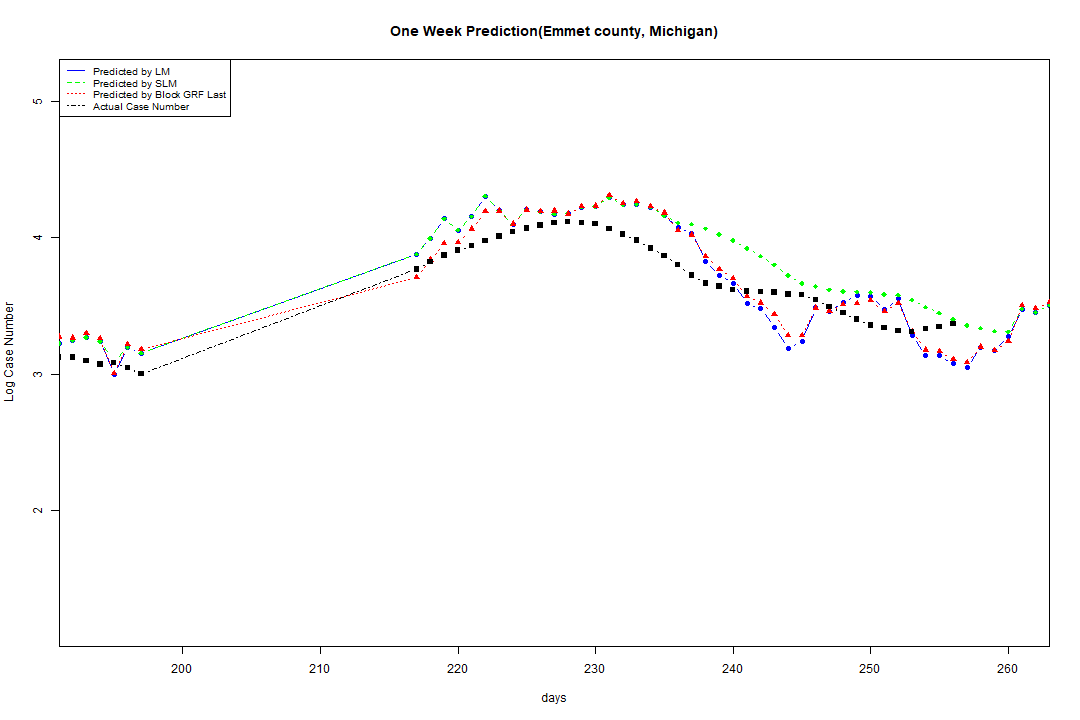 One Week Prediction(Emmet county, Michigan)
Predicted by LM
Predicted by SLM
Predicted by Block GRF Last
Actual Case Number
5
4
3
2
Log Case Number
200 210 220 230 240 250 260
days